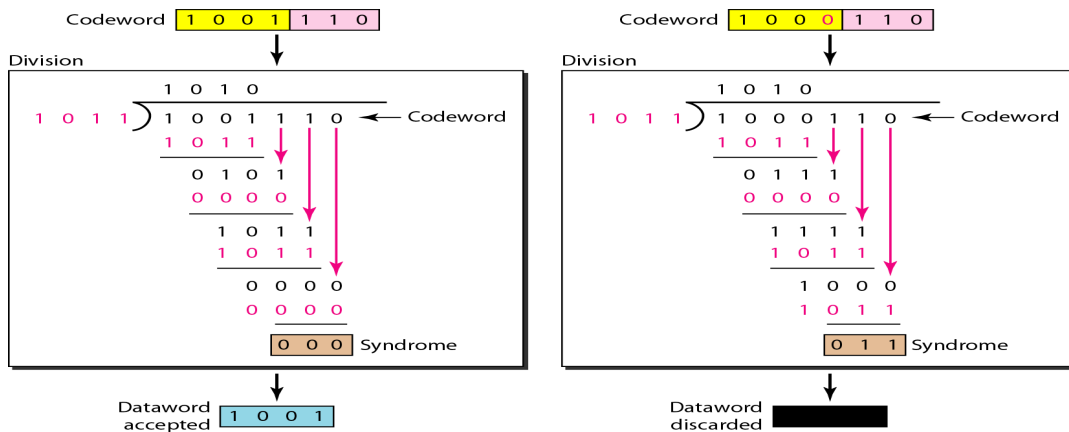 Codeword 1 0 0 1 1 1 0
Division
1 0 1 0
1 0 1 1 1 0 0 1 1 1 0 Codeword
1 0 1 1
0 1 0 1
0 0 0 0
1 0 1 1
1 0 1 1
0 0 0 0
0 0 0 0
0 0 0 Syndrome
Dataword
accepted
1 0 0 1
Codeword 1 0 0 0 1 1 0
Division
1 0 1 0
1 0 1 1 1 0 0 0 1 1 0 Codeword
1 0 1 1
0 1 1 1
0 0 0 0
1 1 1 1
1 0 1 1
1 0 0 0
1 0 1 1
0 1 1 Syndrome
Dataword
discarded